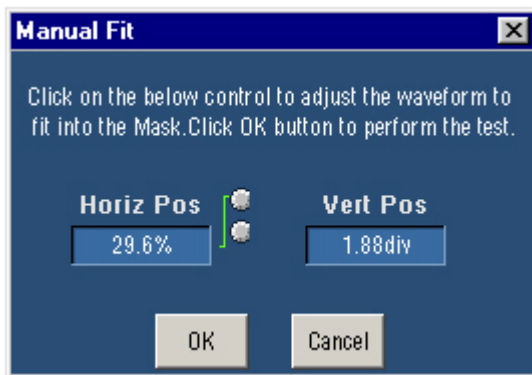 Manual Fit
Click on the below control to adjust the waveform to
fit into the Mask.Click OK button to perform the test.
Horiz Pos
29.6%
Vert Pos
1.88div
OK
Cancel